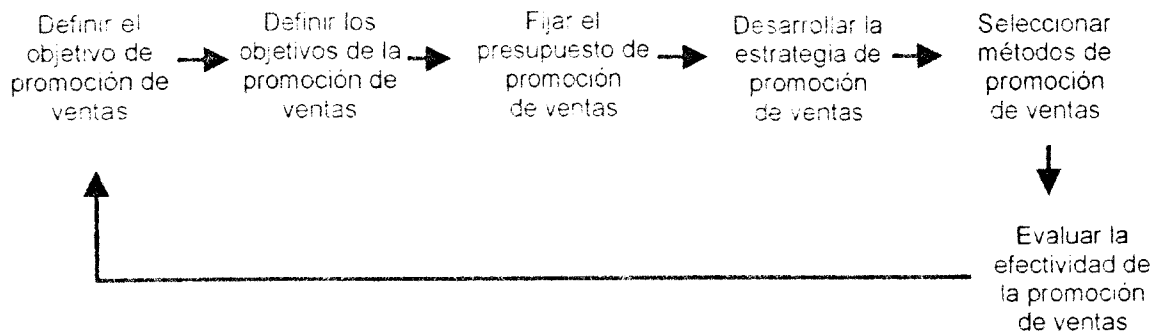 Definir el
objetivo de
promoción de
ventas
Definir los
objetivos de la
promoción de
ventas
Fijar el
presupuesto de
promoción
de ventas
Desarrollar la
estrategia de
promoción
de ventas
Seleccionar
métodos de
promoción
de ventas
Evaluar la
efectividad de
la promoción
de ventas